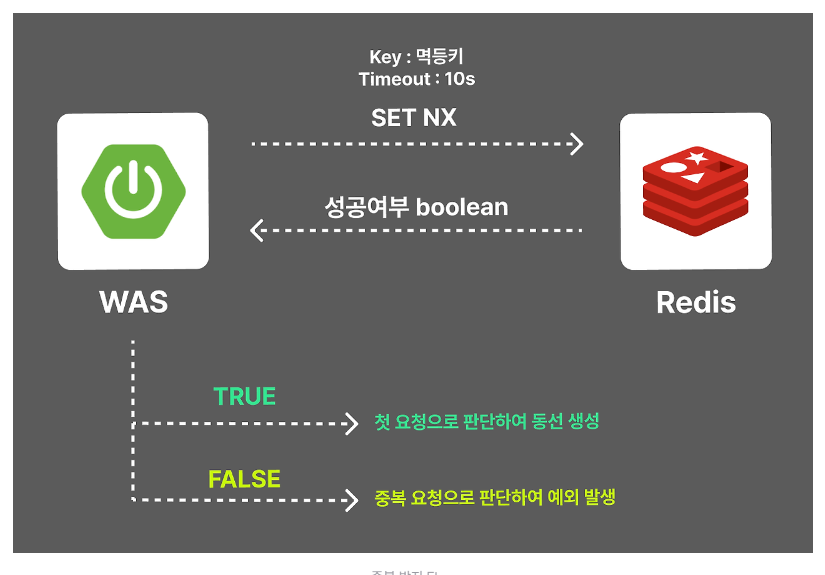 Key : 멱등키
Timeout : 10s
SET NX
성공여부 boolean
WAS
Redis
TRUE
첫 요청으로 판단하여 동선 생성
FALSE
중복 요청으로 판단하여 예외 발생